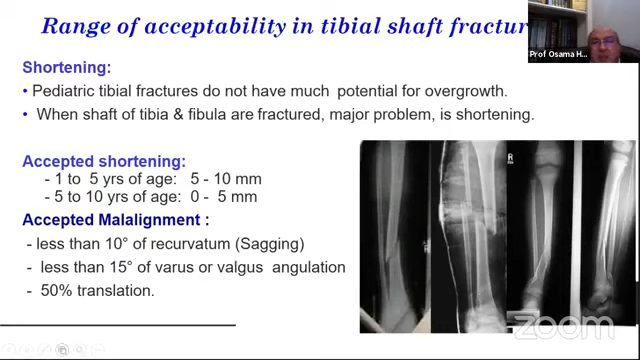 Range of acceptability in tibial shaft fractur
Prof Osama H...
Shortening:
• Pediatric tibial fractures do not have much potential for overgrowth.
• When shaft of tibia & fibula are fractured, major problem, is shortening.
Accepted shortening:
- 1 to 5 yrs of age: 5 - 10 mm
- 5 to 10 yrs of age: 0 - 5 mm
Accepted Malalignment :
- less than 10° of recurvatum (Sagging)
- less than 15° of varus or valgus angulation
- 50% translation.
R
R
zoom